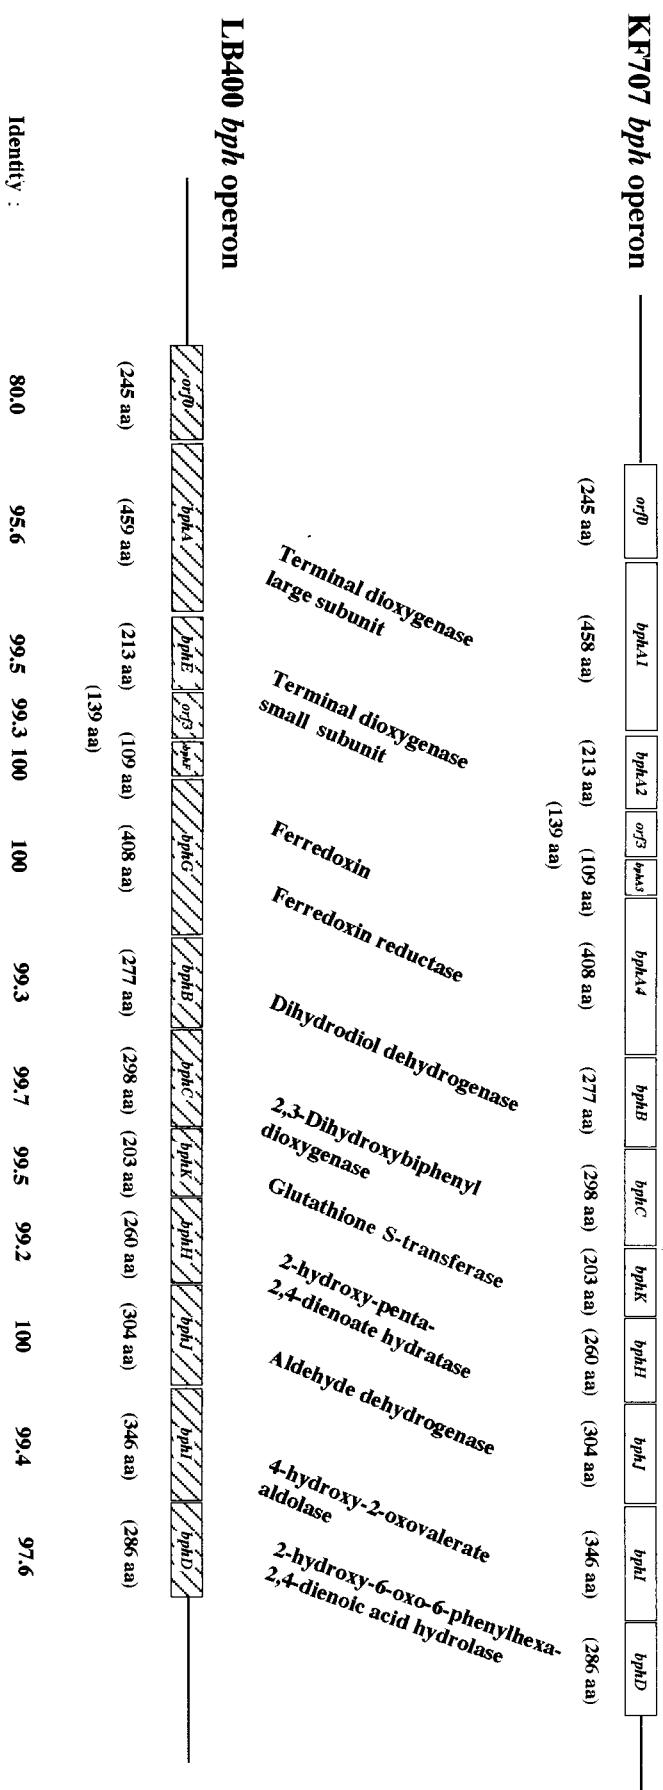 KF707 bph operon
orf0
bphA1
bphA2
orf3
bphA3
bphA4
bphB
bphC
bphK
bphH
bphJ
bphI
bphD
(245 aa)
(458 aa)
(213 aa)
(109 aa)
(408 aa)
(277 aa)
(298 aa)
(203 aa)
(260 aa)
(304 aa)
(346 aa)
(286 aa)
(139 aa)
Terminal dioxygenase
large subunit
Terminal dioxygenase
small subunit
Ferredoxin
Ferredoxin reductase
Dihydrodiol dehydrogenase
2,3-Dihydroxybiphenyl
dioxygenase
Glutathione S-transferase
2-hydroxy-penta-
2,4-dienoate hydratase
Aldehyde dehydrogenase
4-hydroxy-2-oxovalerate
aldolase
2-hydroxy-6-oxo-6-phenylhexa-
2,4-dienoic acid hydrolase
LB400 bph operon
orf0
bphA
bphE
orf3
bphF
bphG
bphB
bphC
bphK
bphH
bphJ
bphI
bphD
(245 aa)
(459 aa)
(213 aa)
(109 aa)
(408 aa)
(277 aa)
(298 aa)
(203 aa)
(260 aa)
(304 aa)
(346 aa)
(286 aa)
(139 aa)
Identity : 80.0 95.6 99.5 99.3 100 100 99.3 99.7 99.5 99.2 100 99.4 97.6